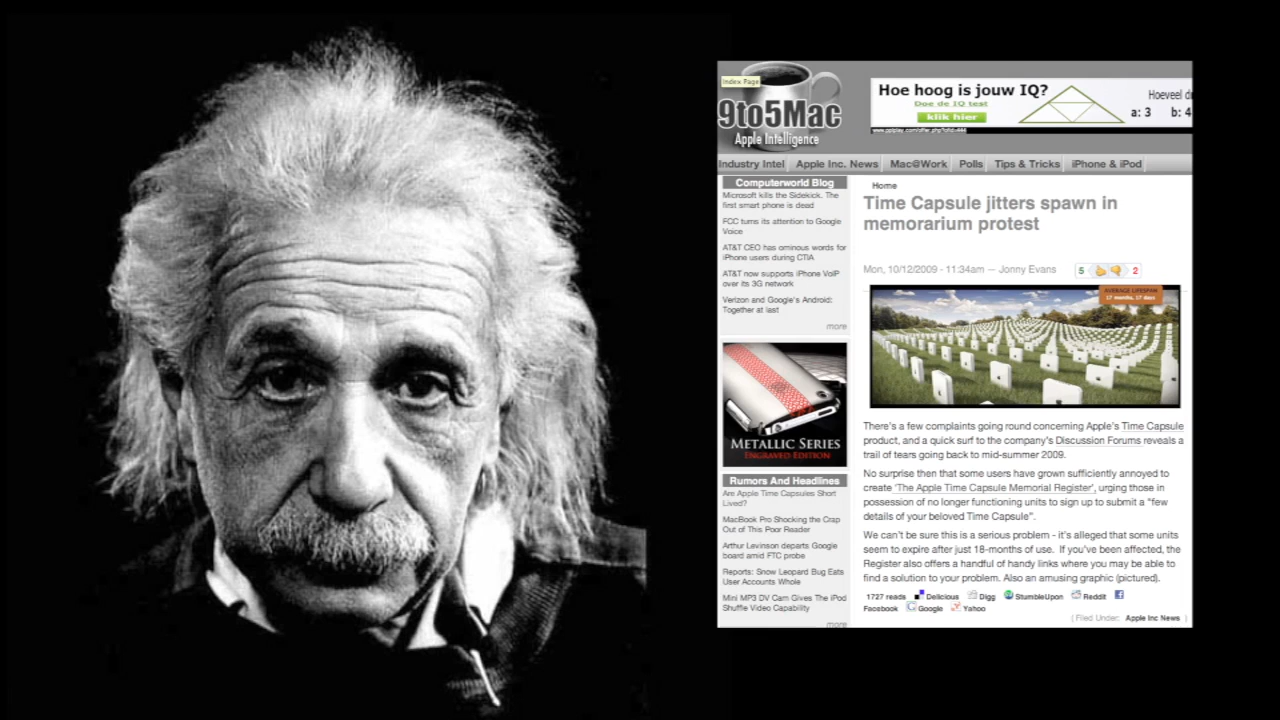 Index Page
9to5Mac
Apple Intelligence
Hoe hoog is jouw IQ?
Doe de IQ test
klik hier
Hoeveel d
a: 3 b: 4
Industry Intel Apple Inc. News Mac@Work Polls Tips & Tricks iPhone & iPod
Computerworld Blog
Microsoft kills the Sidekick. The
first smart phone is dead
FCC turns its attention to Google
Voice
AT&T CEO has ominous words for
iPhone users during CTIA
AT&T now supports iPhone VoIP
over its 3G network
Verizon and Google's Android:
Together at last
more
METALLIC SERIES
ENGRAVED EDITION
Rumors And Headlines
Are Apple Time Capsules Short
Lived?
MacBook Pro Shocking the Crap
Out of This Poor Reader
Arthur Levinson departs Google
board amid FTC probe
Reports: Snow Leopard Bug Eats
User Accounts Whole
Mini MP3 DV Cam Gives The iPod
Shuffle Video Capability
more
Home
Time Capsule jitters spawn in
memorarium protest
Mon, 10/12/2009 - 11:34am — Jonny Evans 5 2
AVERAGE LIFESPAN
17 months, 17 days
There's a few complaints going round concerning Apple's Time Capsule
product, and a quick surf to the company's Discussion Forums reveals a
trail of tears going back to mid-summer 2009.
No surprise then that some users have grown sufficiently annoyed to
create 'The Apple Time Capsule Memorial Register', urging those in
possession of no longer functioning units to sign up to submit a "few
details of your beloved Time Capsule".
We can't be sure this is a serious problem - it's alleged that some units
seem to expire after just 18-months of use. If you've been affected, the
Register also offers a handful of handy links where you may be able to
find a solution to your problem. Also an amusing graphic (pictured).
1727 reads Delicious Digg StumbleUpon Reddit
Facebook Google Yahoo
( Filed Under: Apple Inc News )